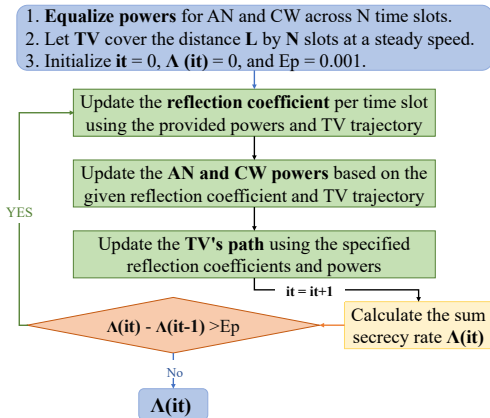 1. Equalize powers for AN and CW across N time slots.
2. Let TV cover the distance L by N slots at a steady speed.
3. Initialize it = 0, Λ (it) = 0, and Ep = 0.001.
Update the reflection coefficient per time slot
using the provided powers and TV trajectory
Update the AN and CW powers based on the
given reflection coefficient and TV trajectory
YES
Update the TV's path using the specified
reflection coefficients and powers
it = it+1
Calculate the sum
secrecy rate Λ(it)
Λ(it) - Λ(it-1) >Ep
No
Λ(it)